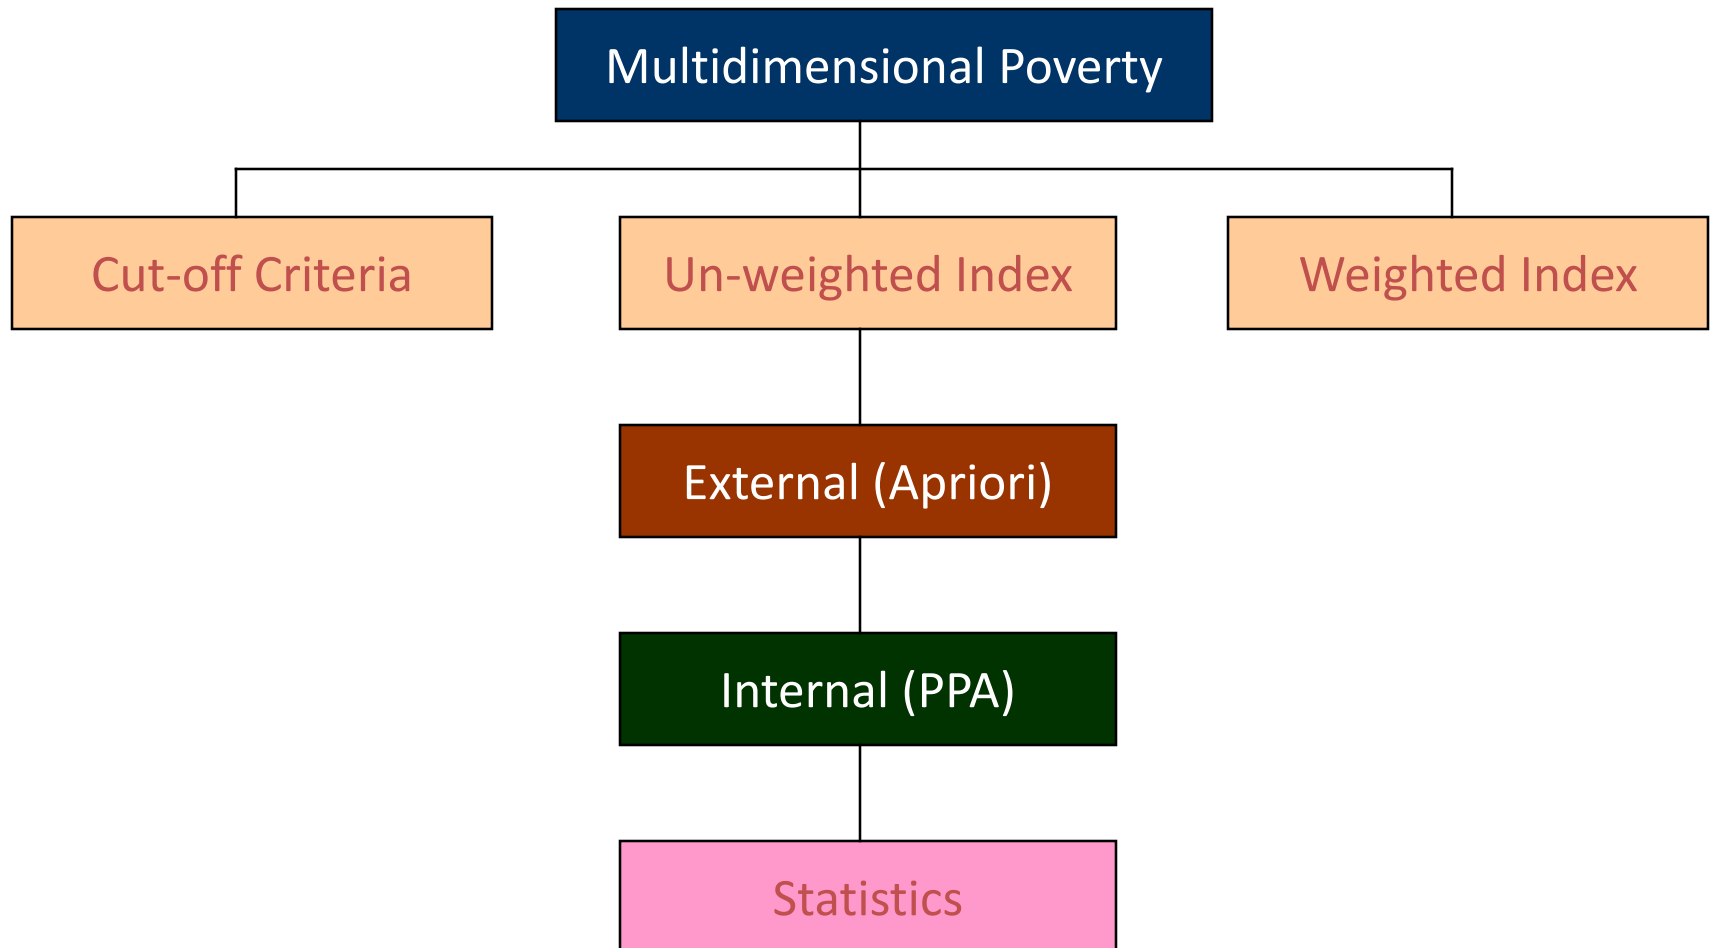 Multidimensional Poverty
Cut-off Criteria
Un-weighted Index
Weighted Index
External (Apriori)
Internal (PPA)
Statistics